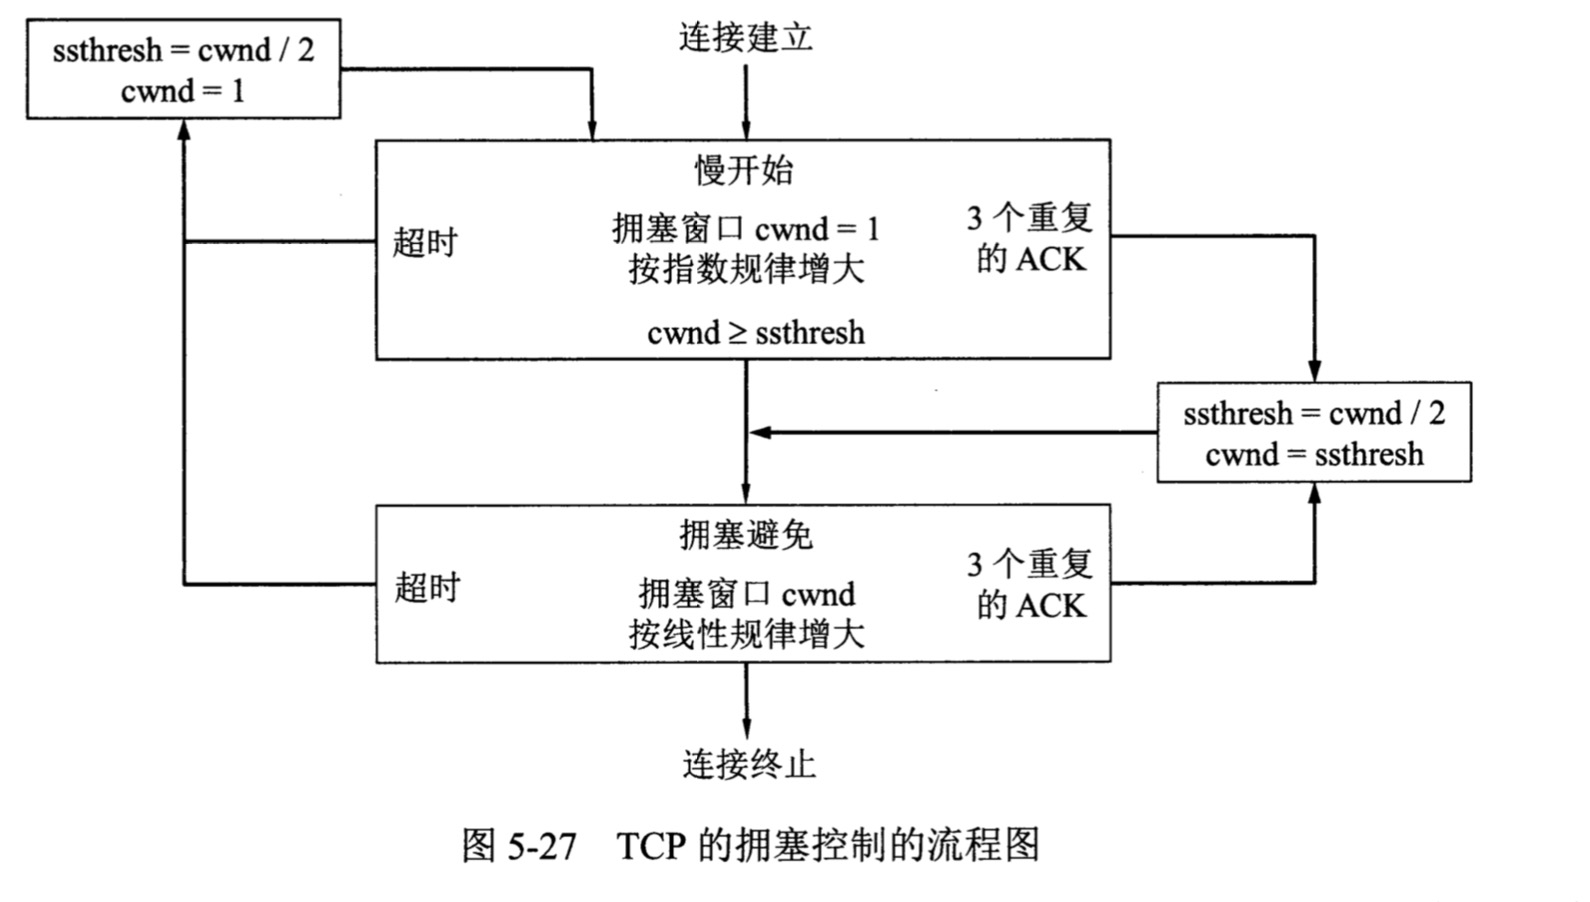 ssthresh = cwnd / 2
cwnd = 1
连接建立
慢开始
超时
拥塞窗口 cwnd = 1
按指数规律增大
3 个重复
的 ACK
cwnd ≥ ssthresh
ssthresh = cwnd / 2
cwnd = ssthresh
拥塞避免
超时
拥塞窗口 cwnd
按线性规律增大
3 个重复
的 ACK
连接终止
图 5-27 TCP 的拥塞控制的流程图